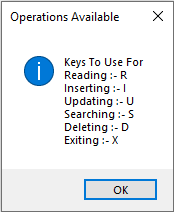 Operations Available
Keys To Use For
Reading :- R
Inserting :- I
Updating :- U
Searching :- S
Deleting :- D
Exiting :- X
OK